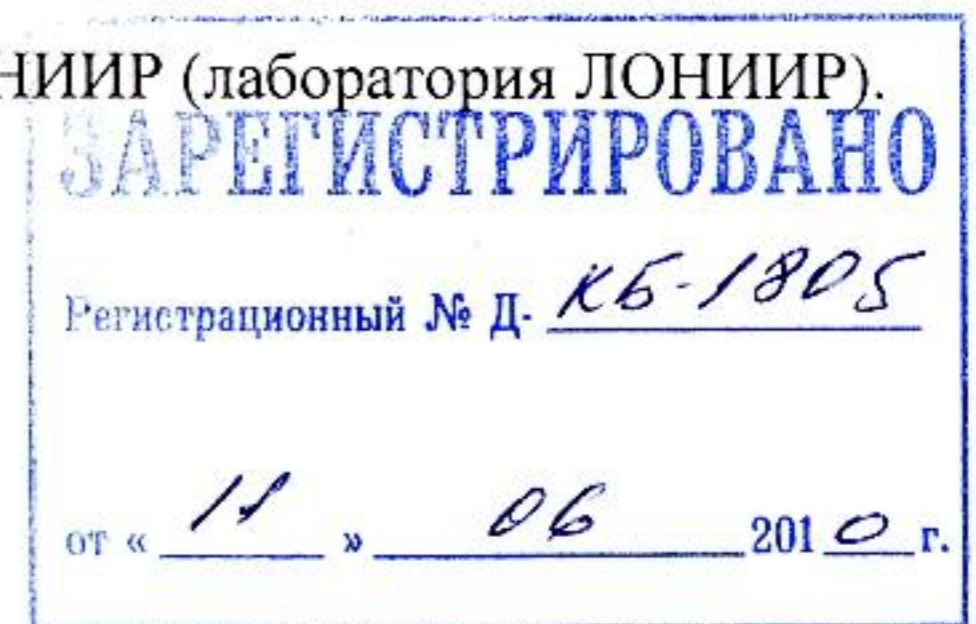 НИИР (лаборатория ЛОНИИР).
ЗАРЕГИСТРИРОВАНО
Регистрационный № Д- КБ-1805
от « 11 » 06 2010 г.